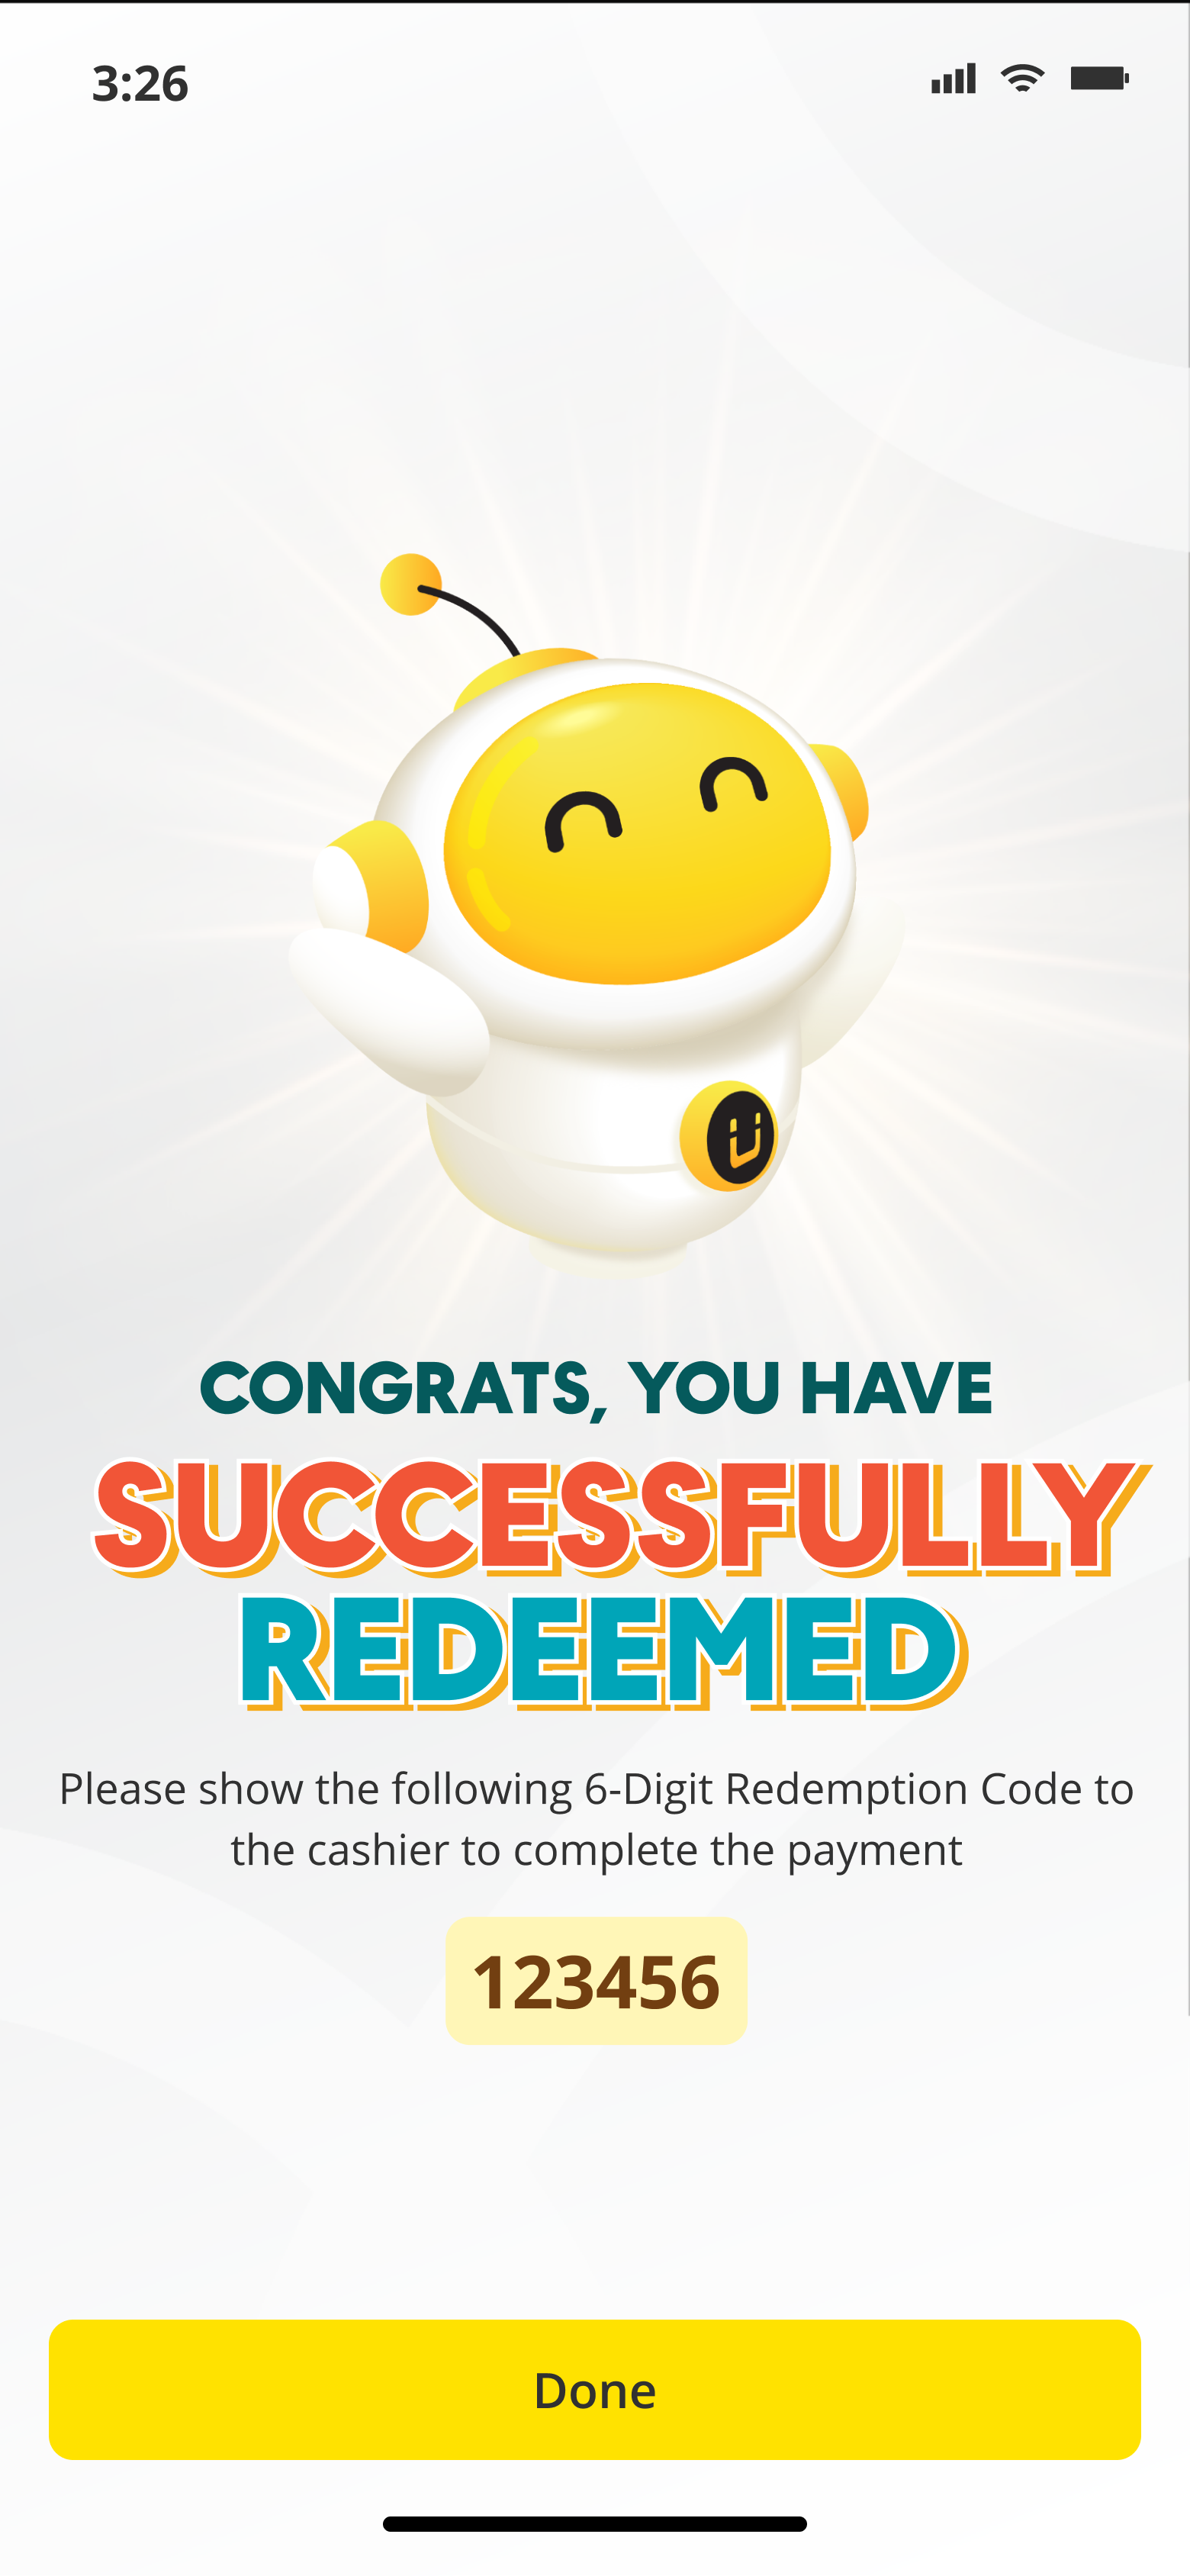 3:26
CONGRATS, YOU HAVE
SUCCESSFULLY
REDEEMED
Please show the following 6-Digit Redemption Code to
the cashier to complete the payment
123456
Done